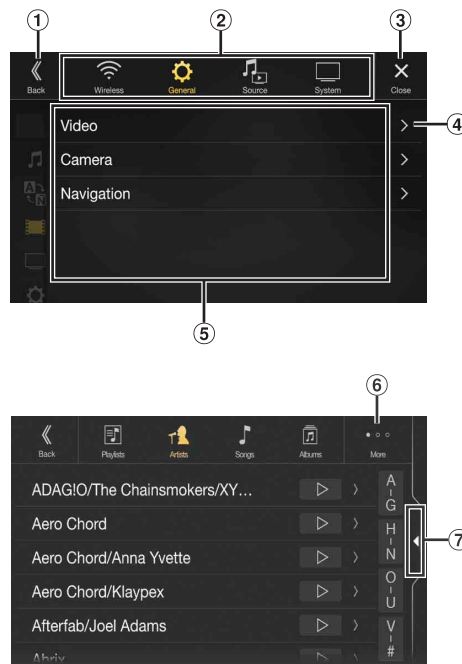 1 2 3
Back Wireless General Source System Close
Video
4
Camera
Navigation
5
6
Back Playlists Artists Songs Albums More
ADAG!O/The Chainsmokers/XY...
Aero Chord
Aero Chord/Anna Yvette
Aero Chord/Klaypex
Afterfab/Joel Adams
Abrix
A-G
H-N
O-U
V-#
7